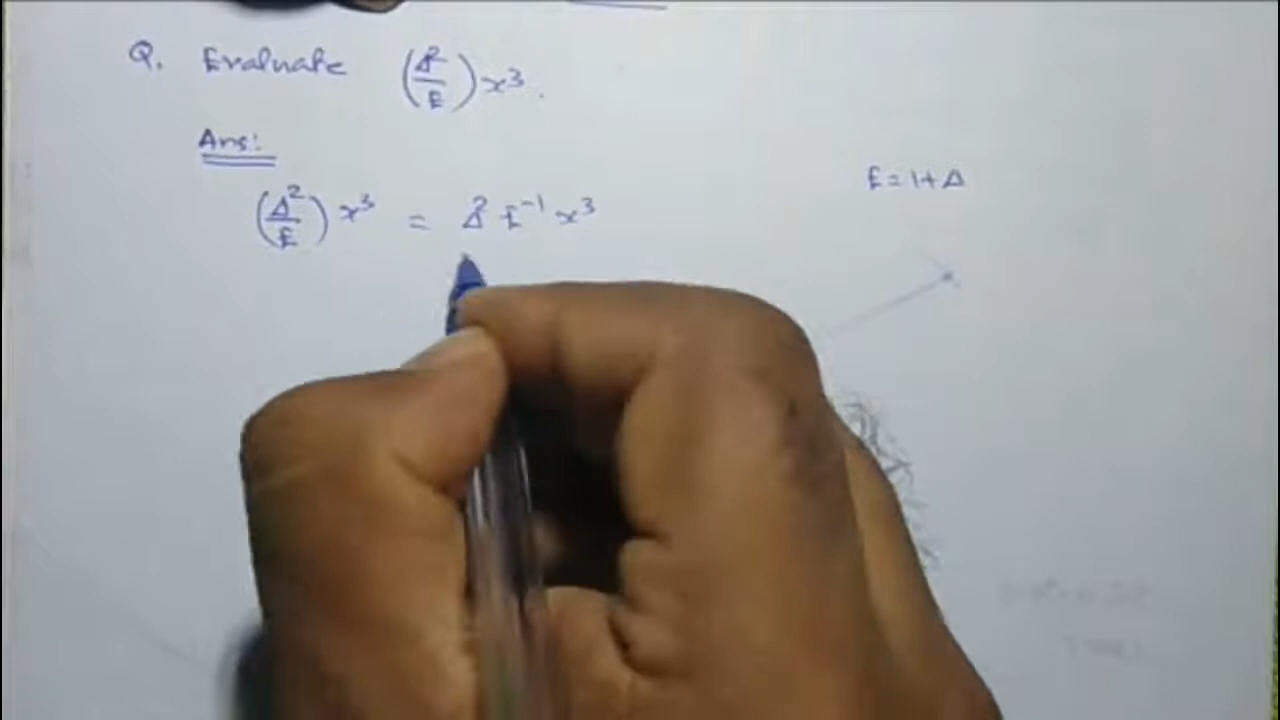 Q. Evaluate (Δ²/E) x³.
Ans:
(Δ²/E) x³ = Δ² E⁻¹ x³
E = 1 + Δ